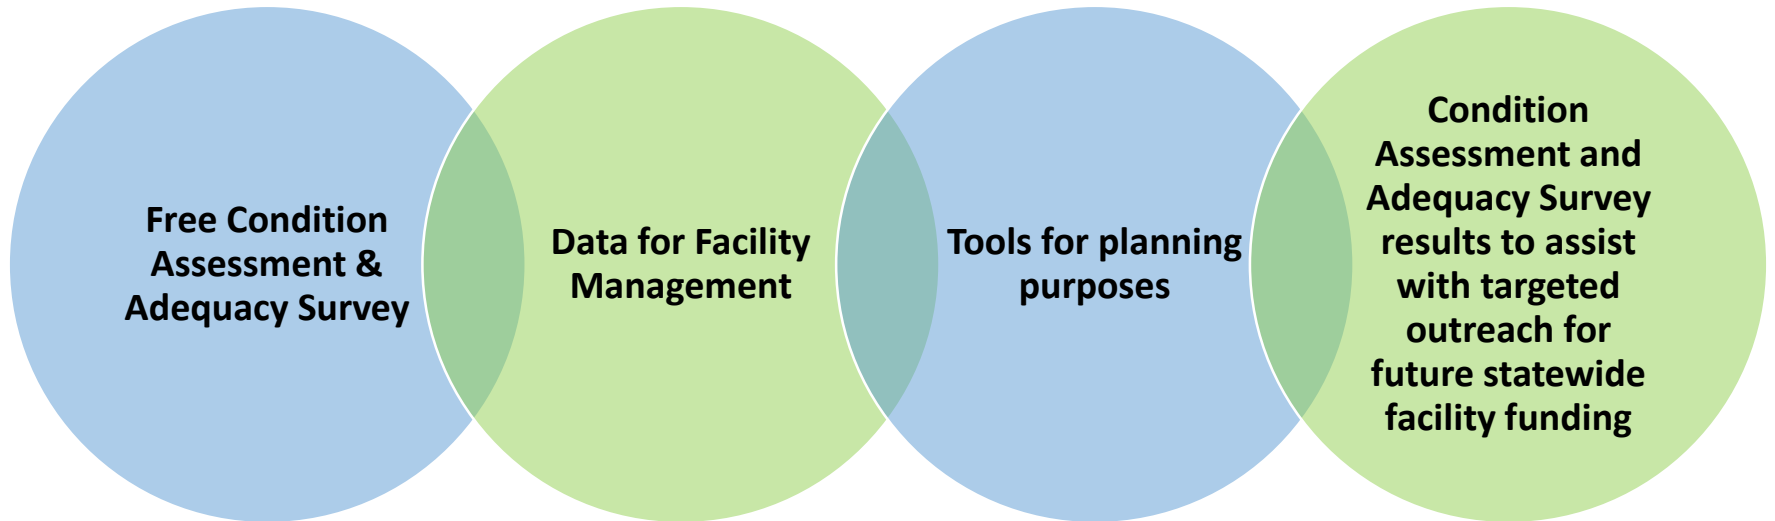 Free Condition
Assessment &
Adequacy Survey
Data for Facility
Management
Tools for planning
purposes
Condition
Assessment and
Adequacy Survey
results to assist
with targeted
outreach for
future statewide
facility funding